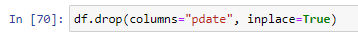 In [70]: df.drop(columns="pdate", inplace=True)